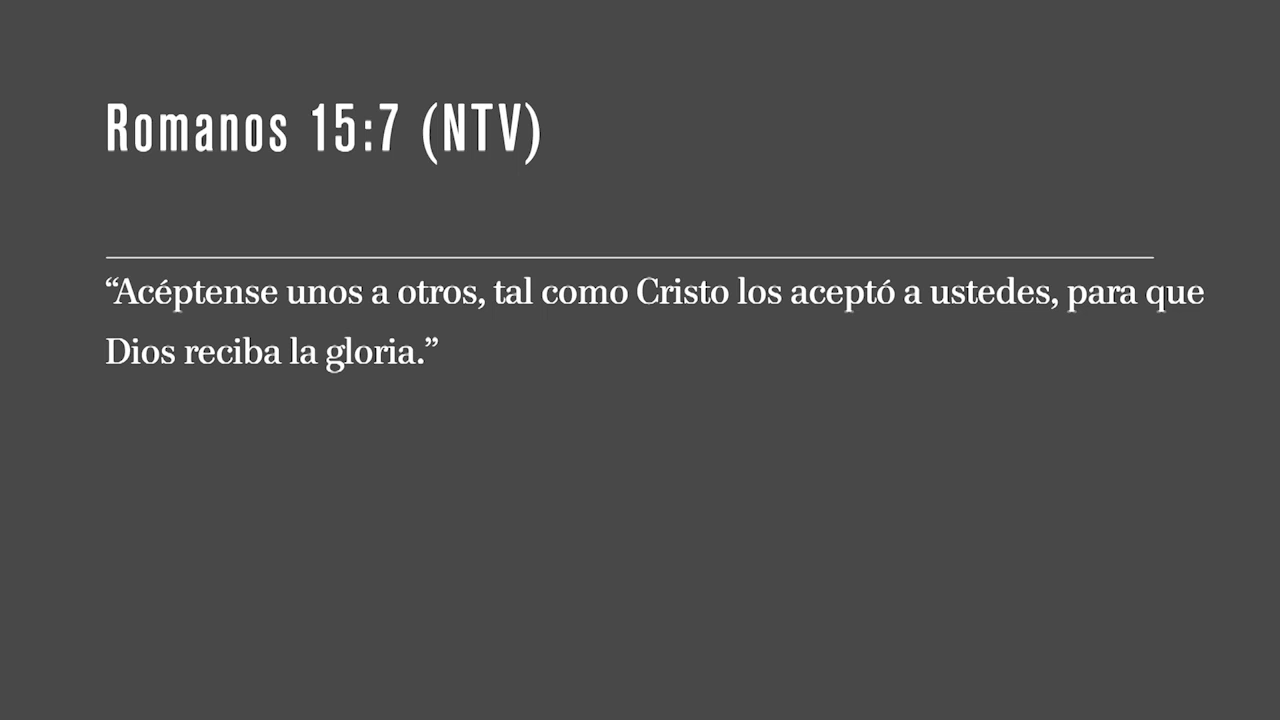 Romanos 15:7 (NTV)
“Acéptense unos a otros, tal como Cristo los aceptó a ustedes, para que
Dios reciba la gloria.”